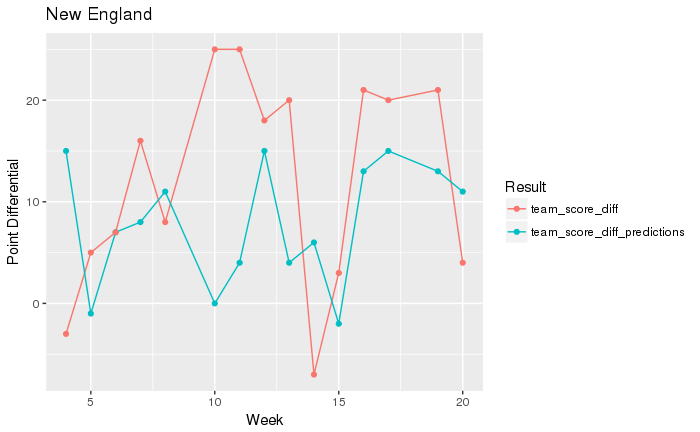 New England
Point Differential
20
10
0
5
10
15
20
Week
Result
team_score_diff
team_score_diff_predictions